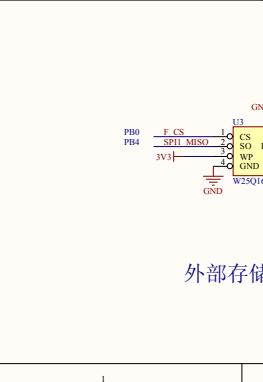 GN
U3
PB0 F_CS 1 CS
PB4 SPI1_MISO 2 SO
3V3 3 WP
4 GND
GND W25Q16
外部存储
1